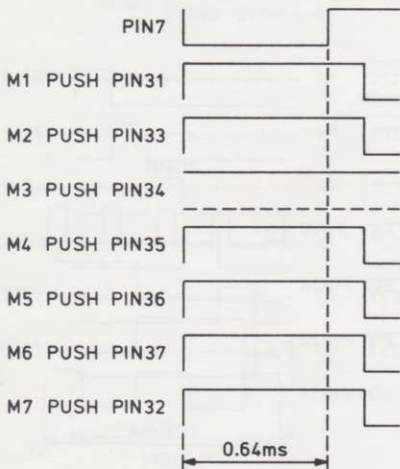 PIN7
M1 PUSH PIN31
M2 PUSH PIN33
M3 PUSH PIN34
M4 PUSH PIN35
M5 PUSH PIN36
M6 PUSH PIN37
M7 PUSH PIN32
0.64ms